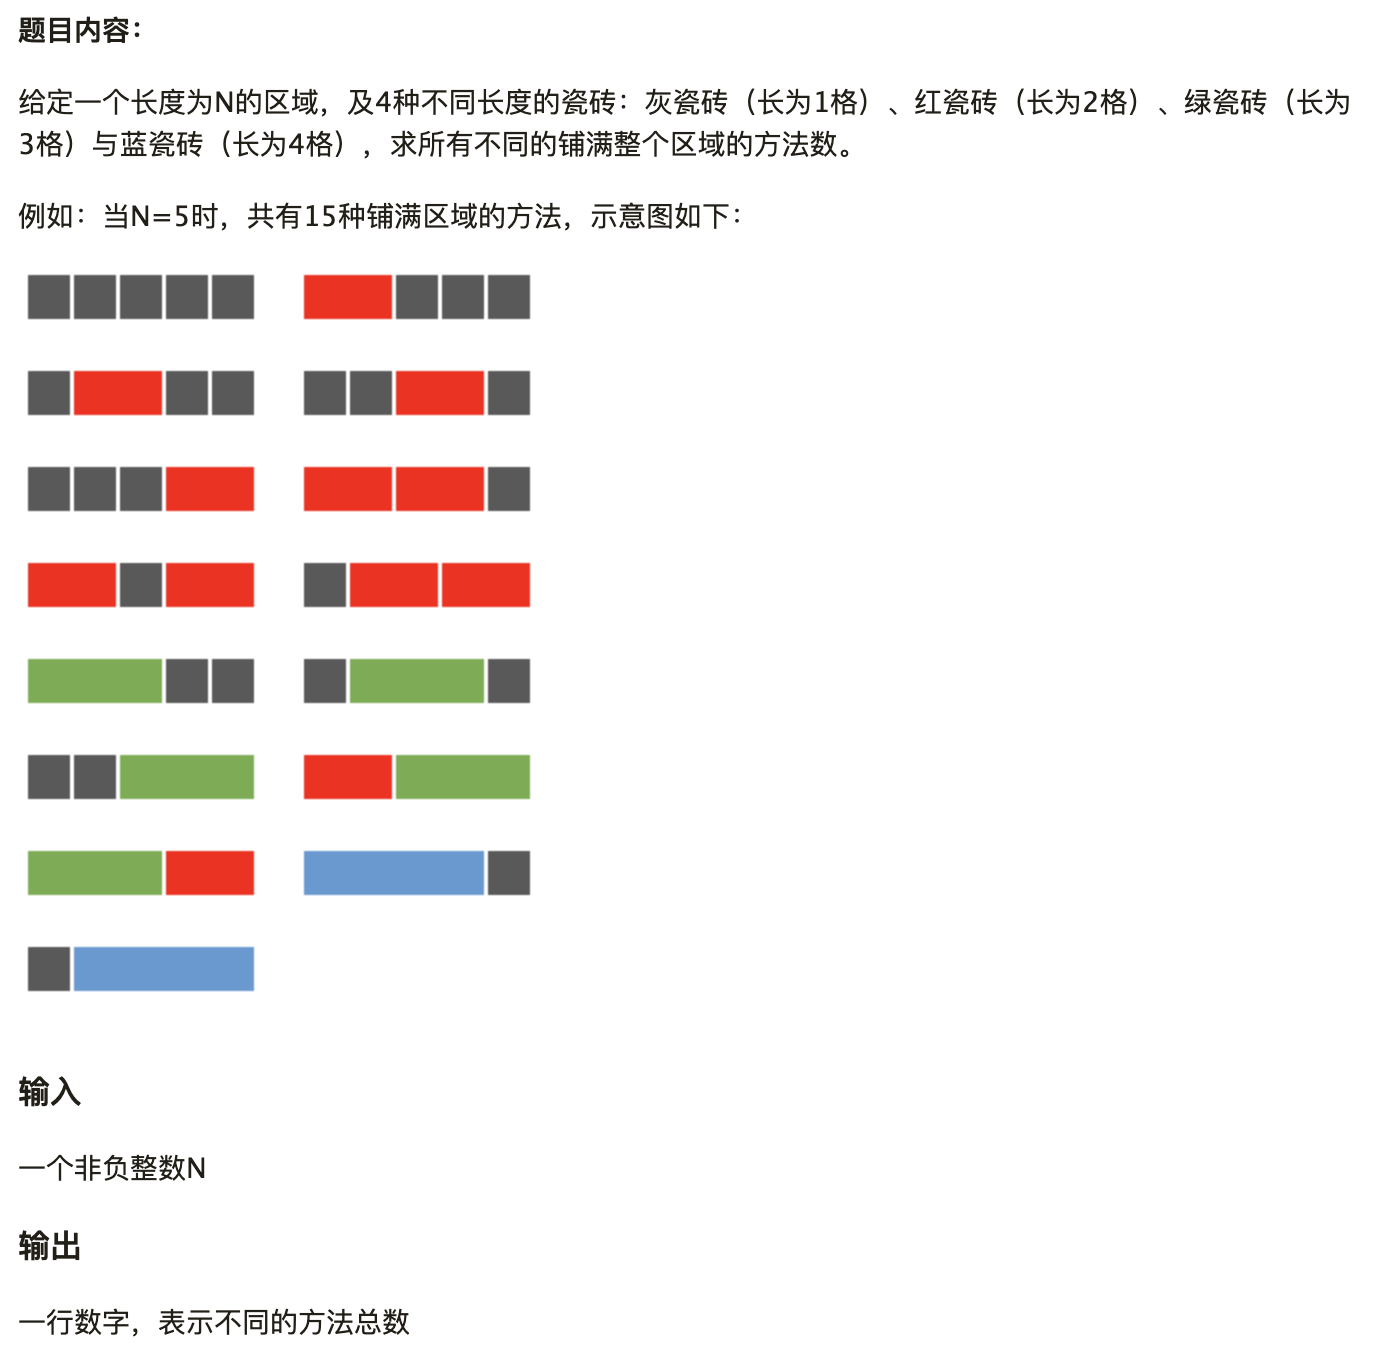 题目内容：
给定一个长度为N的区域，及4种不同长度的瓷砖：灰瓷砖（长为1格）、红瓷砖（长为2格）、绿瓷砖（长为
3格）与蓝瓷砖（长为4格），求所有不同的铺满整个区域的方法数。
例如：当N=5时，共有15种铺满区域的方法，示意图如下：
输入
一个非负整数N
输出
一行数字，表示不同的方法总数